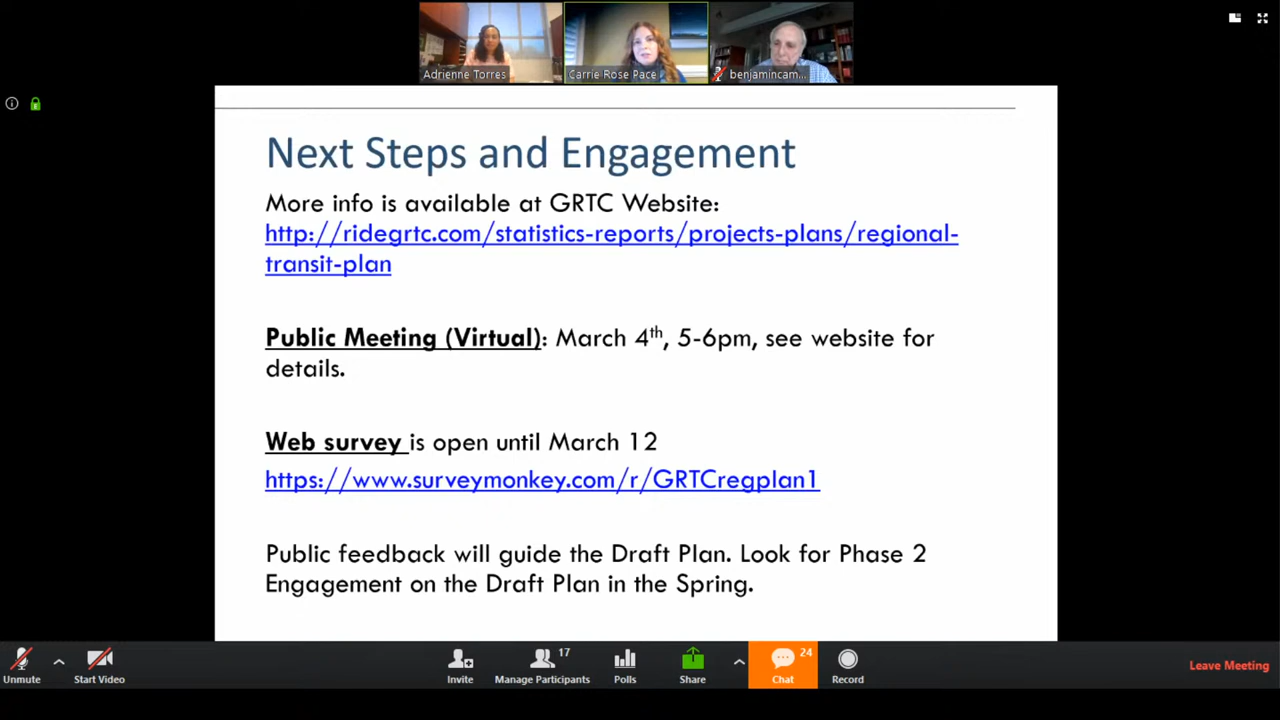 Adrienne Torres
Carrie Rose Pace
benjamincam...
Next Steps and Engagement
More info is available at GRTC Website:
http://ridegrtc.com/statistics-reports/projects-plans/regional-
transit-plan
Public Meeting (Virtual): March 4th, 5-6pm, see website for
details.
Web survey is open until March 12
https://www.surveymonkey.com/r/GRTCregplan1
Public feedback will guide the Draft Plan. Look for Phase 2
Engagement on the Draft Plan in the Spring.
17
24
Unmute
Start Video
Invite
Manage Participants
Polls
Share
Chat
Record
Leave Meeting